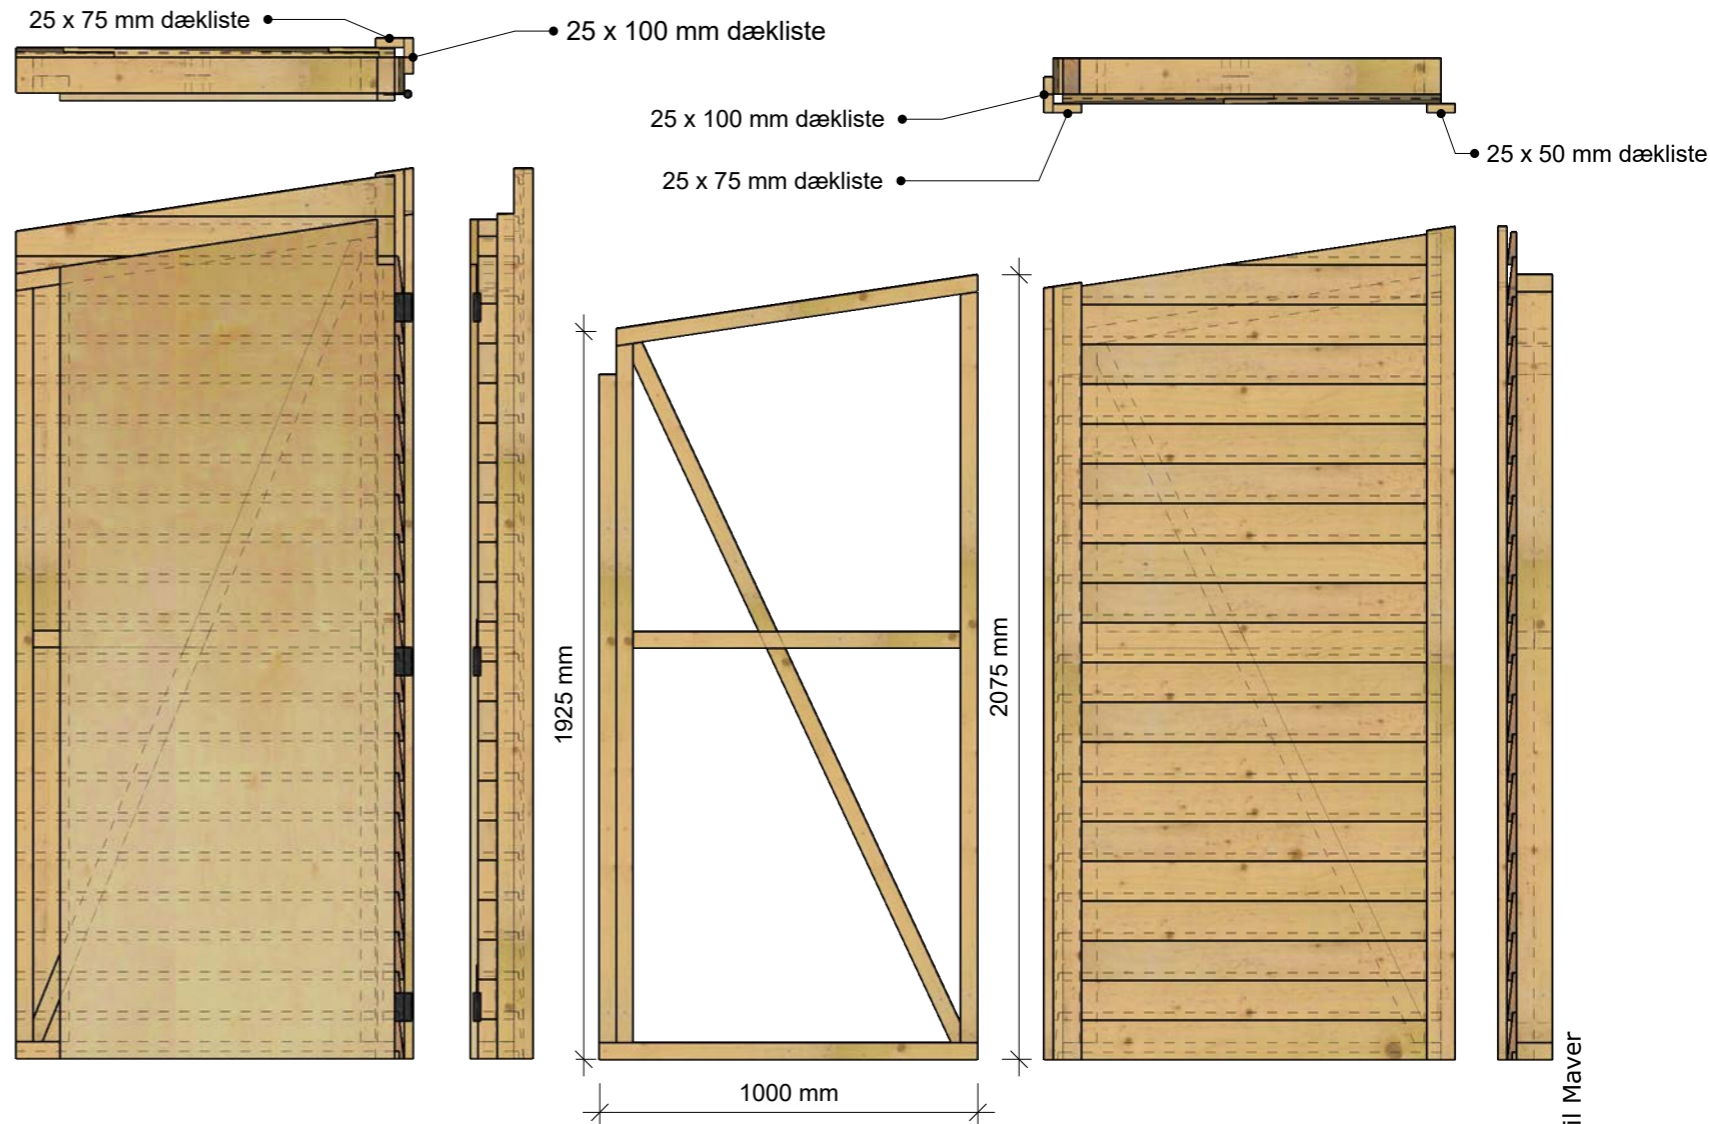 25 x 75 mm dækliste
25 x 100 mm dækliste
25 x 100 mm dækliste
25 x 50 mm dækliste
25 x 75 mm dækliste
1925 mm
2075 mm
1000 mm
il Maver